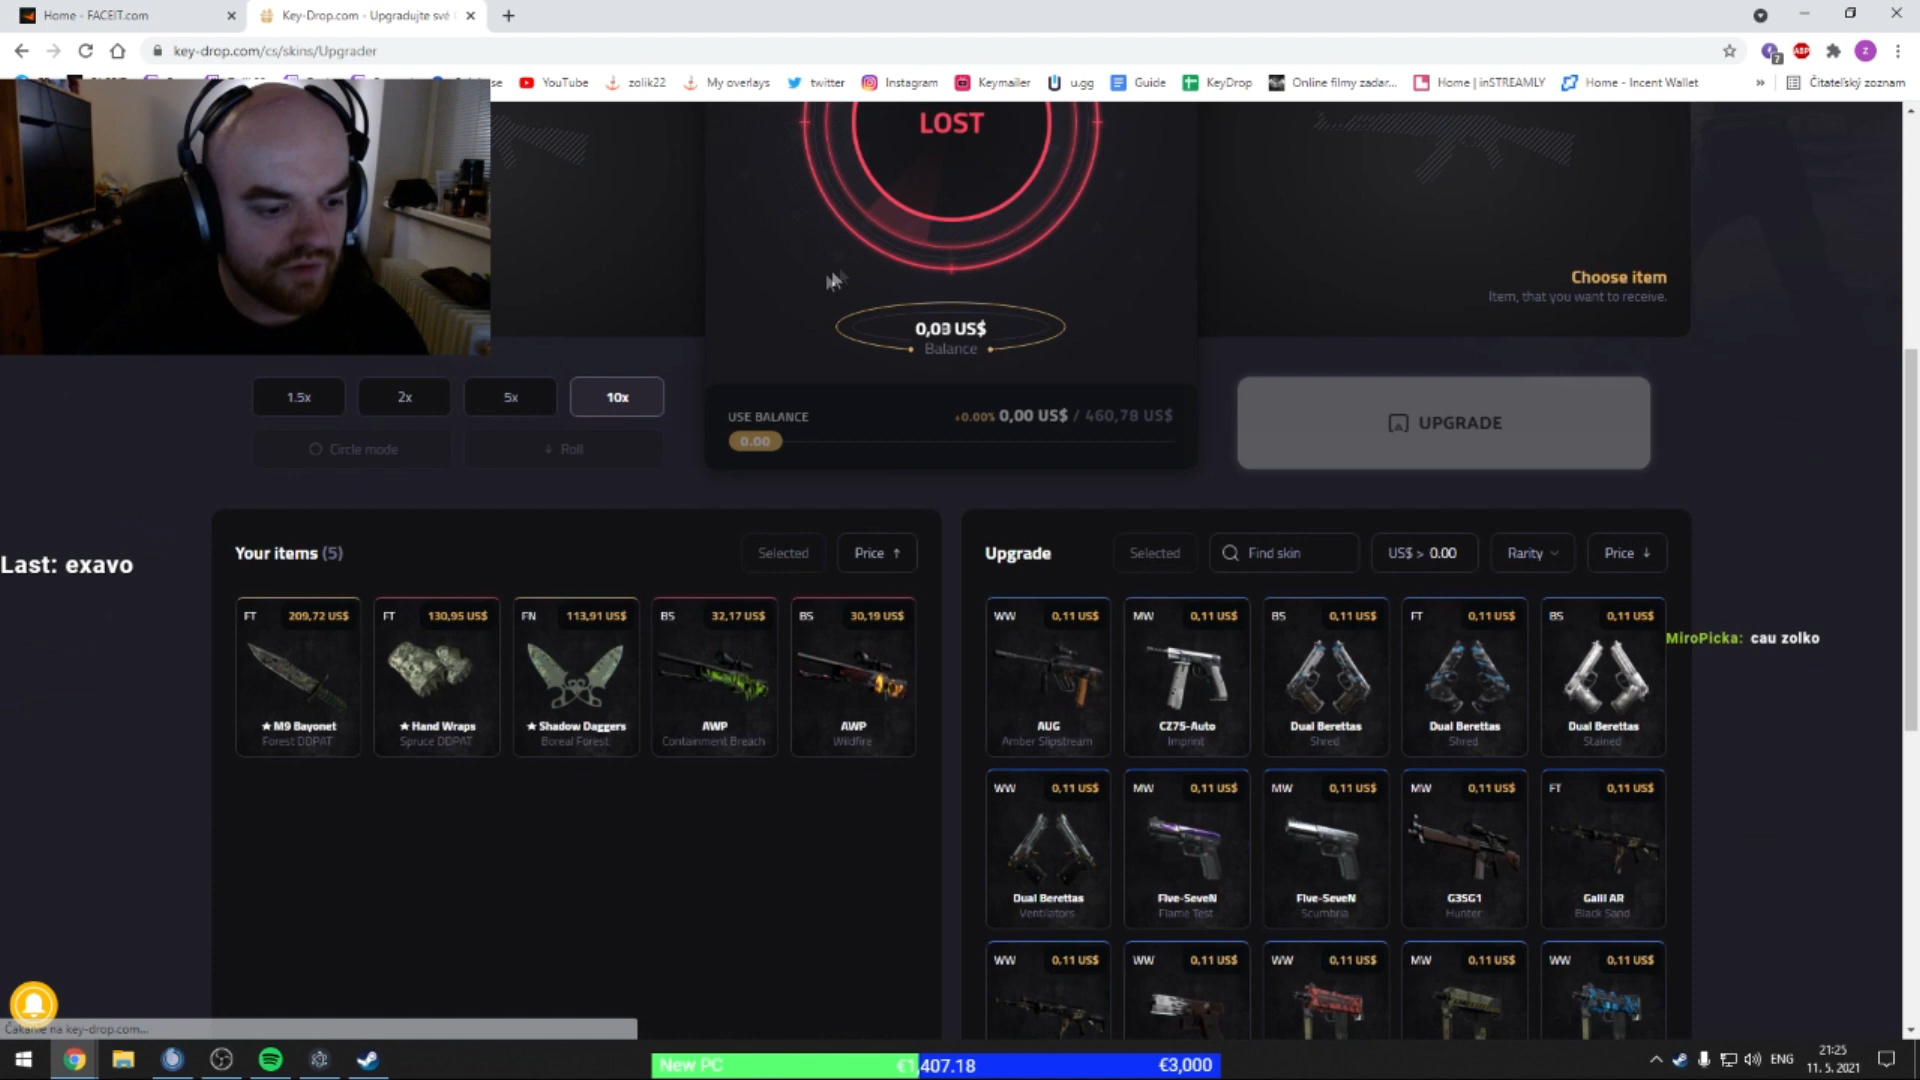 Home - FACEIT.com
Key-Drop.com - Upgradujte své
key-drop.com/cs/skins/Upgrader
YouTube
zolik22
My overlays
twitter
Instagram
Keymailer
u.gg
Guide
KeyDrop
Online filmy zadar...
Home | inSTREAMLY
Home - Incent Wallet
»
Čitateľský zoznam
LOST
Choose item
Item, that you want to receive.
Balance
1.5x
2x
5x
10x
USE BALANCE
+0.00% 0,00 US$ / 460,78 US$
0.00
UPGRADE
Circle mode
Roll
Last: exavo
Your items (5)
Selected
Price
Upgrade
Selected
Find skin
US$ > 0.00
Rarity
Price
FT 209,72 US$
★ M9 Bayonet
Forest DDPAT
FT 130,95 US$
★ Hand Wraps
Spruce DDPAT
FN 113,91 US$
★ Shadow Daggers
Boreal Forest
BS 32,17 US$
AWP
Containment Breach
BS 30,19 US$
AWP
Wildfire
WW 0,11 US$
AUG
Amber Slipstream
MW 0,11 US$
CZ75-Auto
Imprint
BS 0,11 US$
Dual Berettas
Shred
FT 0,11 US$
Dual Berettas
Shred
BS 0,11 US$
Dual Berettas
Stained
MiroPicka: cau zolko
WW 0,11 US$
Dual Berettas
Ventilators
MW 0,11 US$
Five-SeveN
Flame Test
MW 0,11 US$
Five-SeveN
Scumbria
MW 0,11 US$
G3SG1
Hunter
FT 0,11 US$
Galil AR
Black Sand
WW 0,11 US$
WW 0,11 US$
WW 0,11 US$
MW 0,11 US$
WW 0,11 US$
Čakanie na key-drop.com...
New PC
€1,407.18
€3,000
ENG
21:25
11. 5. 2021